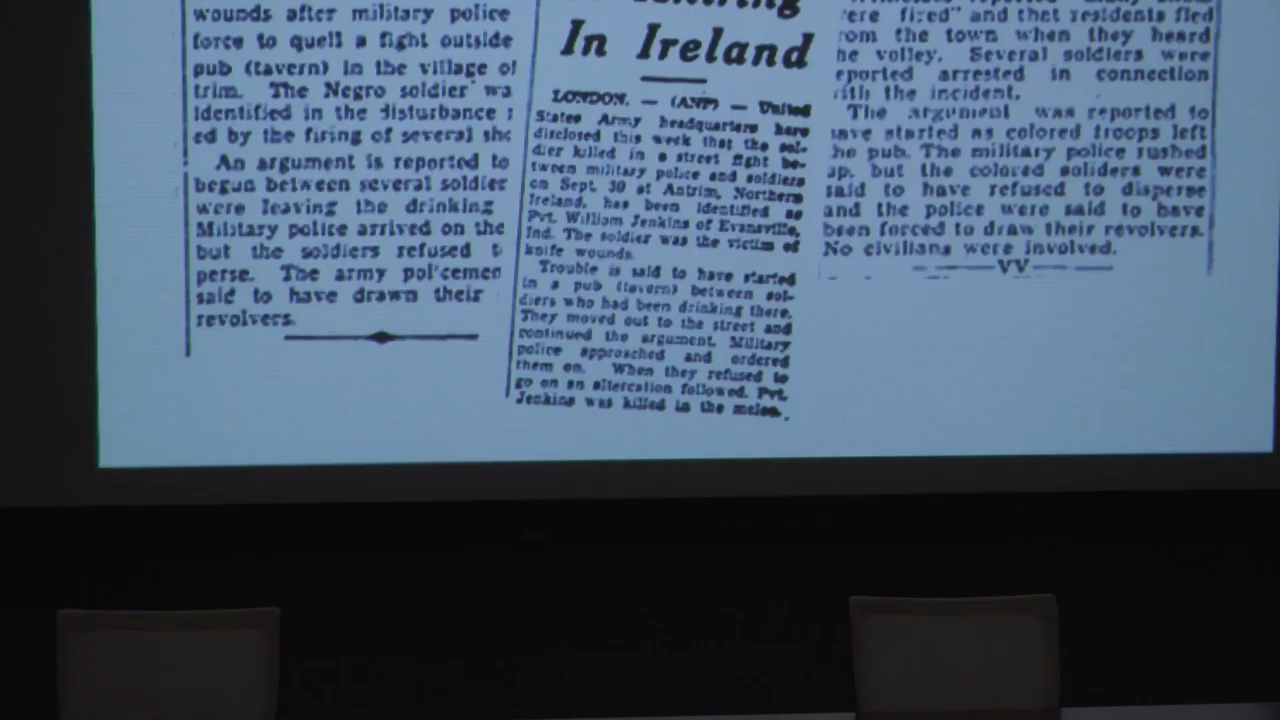 wounds after military police
force to quell a fight outside
pub (tavern) in the village of
trim. The Negro soldier wa
identified in the disturbance
ed by the firing of several sho
An argument is reported to
begun between several soldier
were leaving the drinking
Military police arrived on the
but the soldiers refused t
perse. The army policemen
said to have drawn their
revolvers.
In Ireland
LONDON. — (ANP) — United
States Army headquarters here
disclosed this week that the sol-
dier killed in a street fight be-
tween military police and soldiers
on Sept. 30 at Antrim, Northern
Ireland, has been identified as
Pvt. William Jenkins of Evansville,
Ind. The soldier was the victim of
knife wounds.
Trouble is said to have started
in a pub (tavern) between sol-
diers who had been drinking there.
They moved out to the street and
continued the argument. Military
police approached and ordered
them on. When they refused to
go on an altercation followed. Pvt.
Jenkins was killed in the melee.
ere fired" and that residents fled
rom the town when they heard
he volley. Several soldiers were
eported arrested in connection
ith the incident.
The argument was reported to
ave started as colored troops left
he pub. The military police rushed
up, but the colored soliders were
said to have refused to disperse
and the police were said to have
been forced to draw their revolvers.
No civilians were involved.
VV